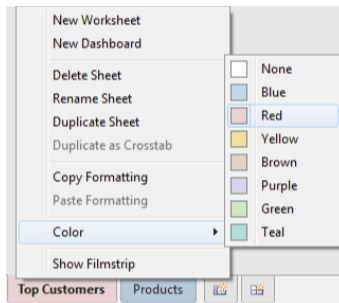 New Worksheet
New Dashboard
Delete Sheet
Rename Sheet
Duplicate Sheet
Duplicate as Crosstab
Copy Formatting
Paste Formatting
Color
Show Filmstrip
None
Blue
Red
Yellow
Brown
Purple
Green
Teal
Top Customers Products